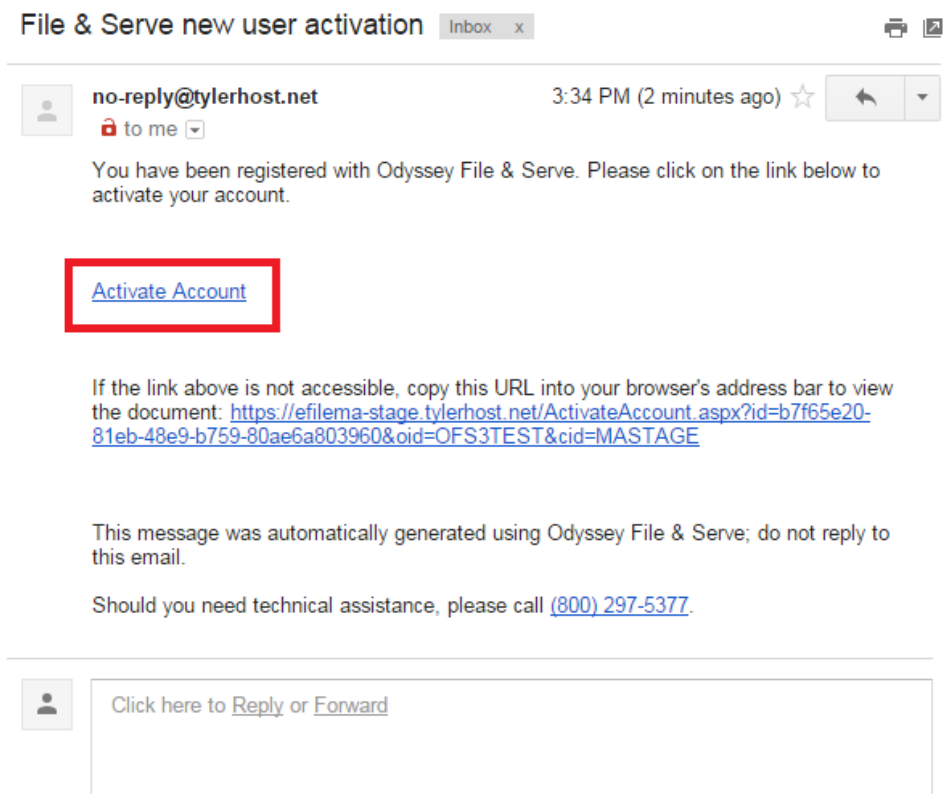 File & Serve new user activation Inbox x
no-reply@tylerhost.net 3:34 PM (2 minutes ago)
to me
You have been registered with Odyssey File & Serve. Please click on the link below to
activate your account.
Activate Account
If the link above is not accessible, copy this URL into your browser's address bar to view
the document: https://efilema-stage.tylerhost.net/ActivateAccount.aspx?id=b7f65e20-
81eb-48e9-b759-80ae6a803960&oid=OFS3TEST&cid=MASTAGE
This message was automatically generated using Odyssey File & Serve; do not reply to
this email.
Should you need technical assistance, please call (800) 297-5377.
Click here to Reply or Forward